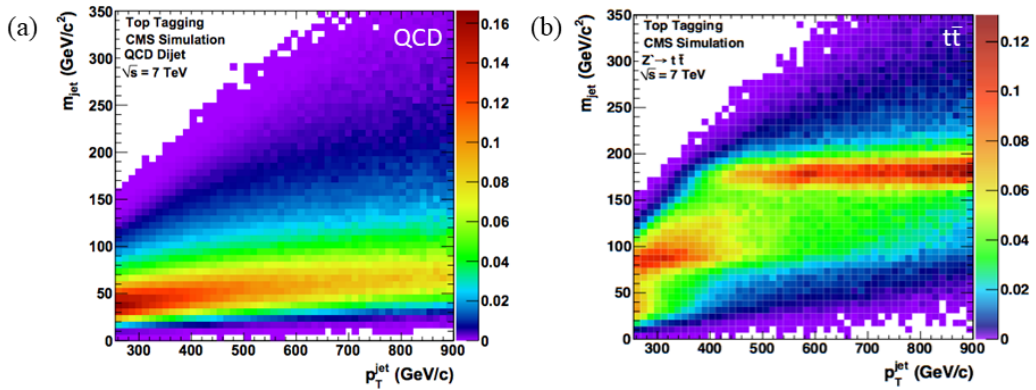 (a)
m_jet (GeV/c²)
350
300
250
200
150
100
50
0
Top Tagging
CMS Simulation
QCD Dijet
√s = 7 TeV
QCD
0.16
0.14
0.12
0.1
0.08
0.06
0.04
0.02
0
300 400 500 600 700 800 900
p_T^jet (GeV/c)
(b)
m_jet (GeV/c²)
350
300
250
200
150
100
50
0
Top Tagging
CMS Simulation
Z'→ t t̄
√s = 7 TeV
tt̄
0.12
0.1
0.08
0.06
0.04
0.02
0
300 400 500 600 700 800 900
p_T^jet (GeV/c)